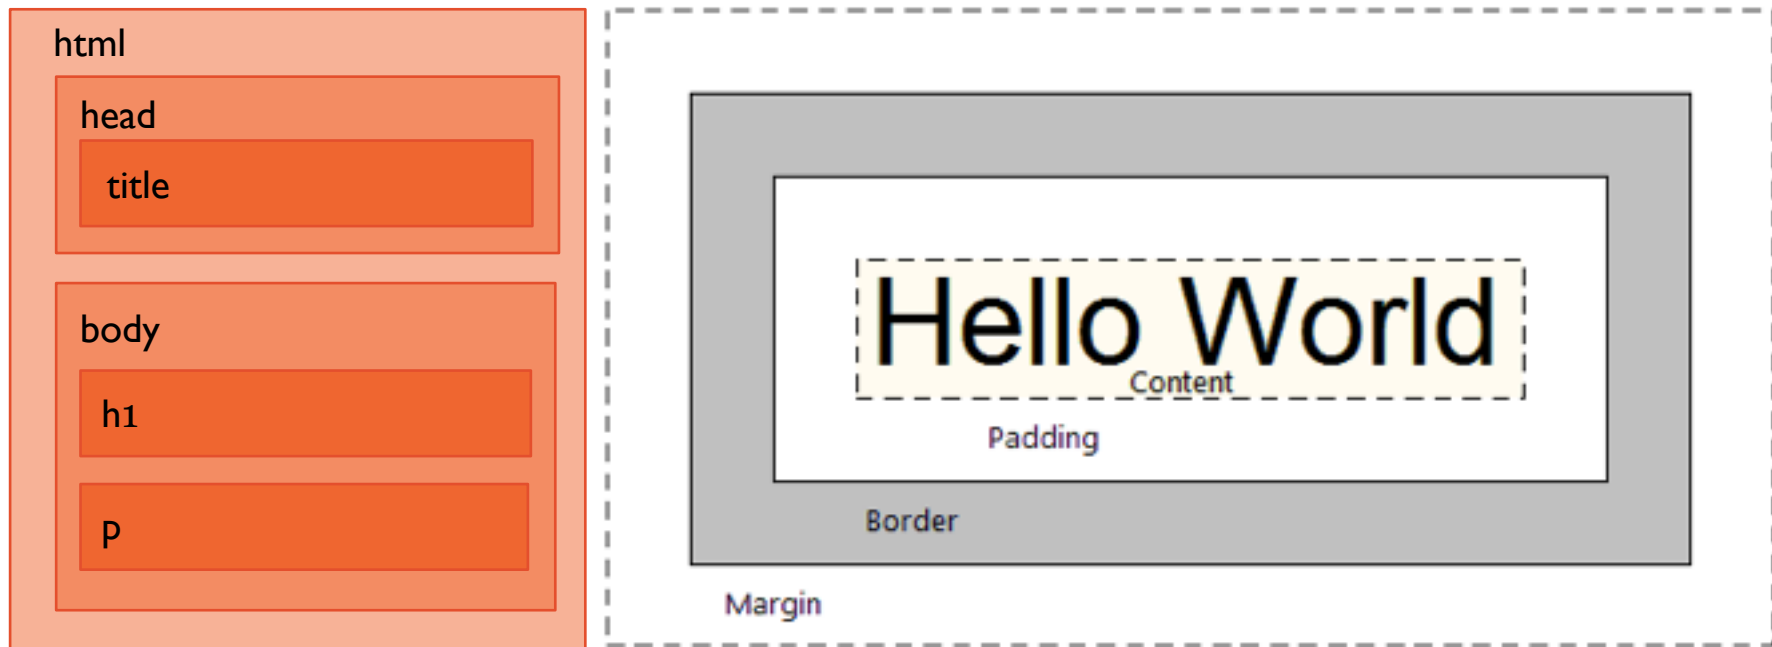 html
head
title
body
h1
p
Hello World
Content
Padding
Border
Margin